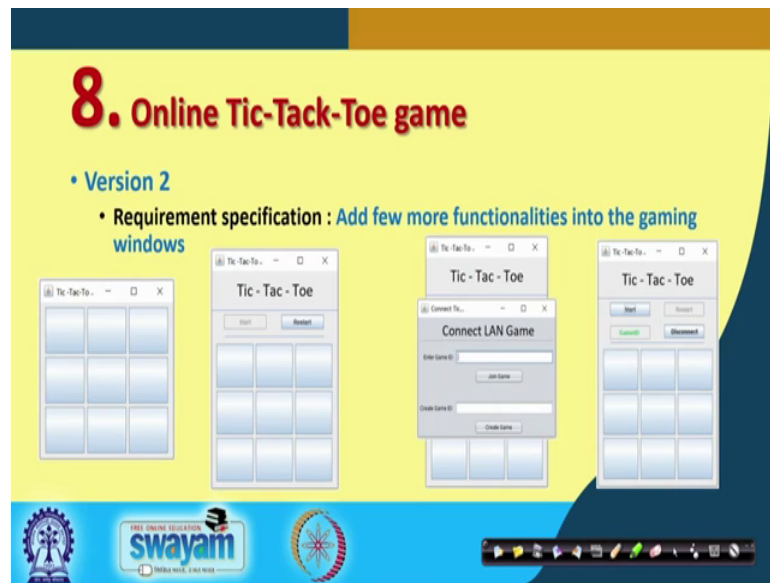 8. Online Tic-Tack-Toe game
• Version 2
• Requirement specification : Add few more functionalities into the gaming
windows
Tic -Tac-To..
Tic -Tac-To..
Tic - Tac - Toe
Start Restart
Tic -Tac-To..
Tic - Tac - Toe
Connect Tic...
Connect LAN Game
Enter Game ID:
Join Game
Create Game ID:
Create Game
Tic -Tac-To..
Tic - Tac - Toe
Start Restart
GameID Disconnect
FREE ONLINE EDUCATION
swayam